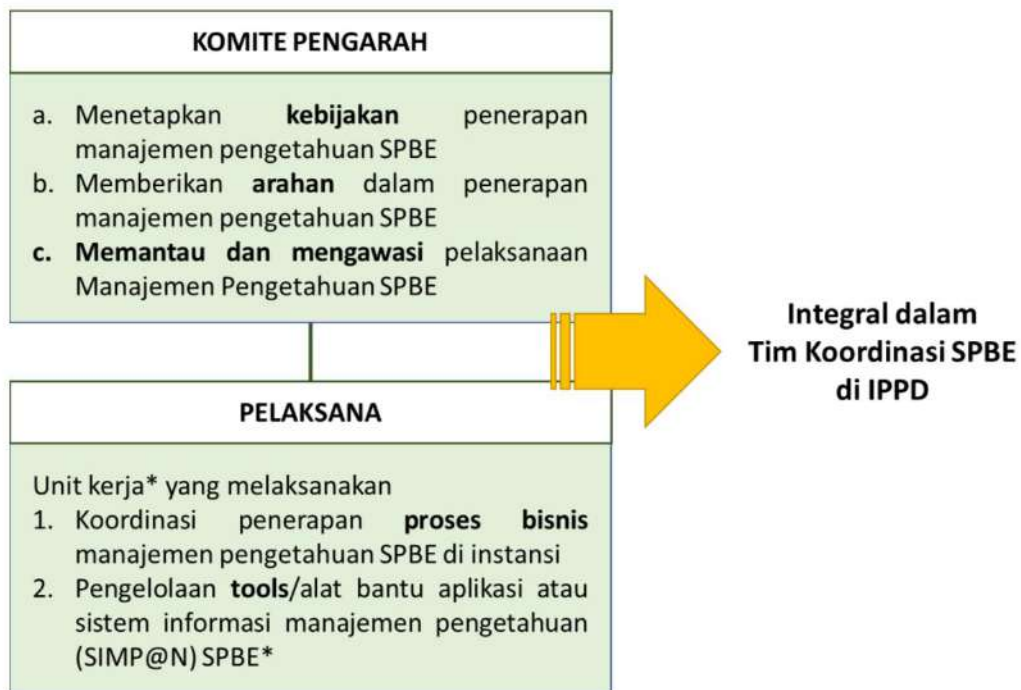 KOMITE PENGARAH
a. Menetapkan kebijakan penerapan
manajemen pengetahuan SPBE
b. Memberikan arahan dalam penerapan
manajemen pengetahuan SPBE
c. Memantau dan mengawasi pelaksanaan
Manajemen Pengetahuan SPBE
Integral dalam
Tim Koordinasi SPBE
di IPPD
PELAKSANA
Unit kerja* yang melaksanakan
1. Koordinasi penerapan proses bisnis
manajemen pengetahuan SPBE di instansi
2. Pengelolaan tools/alat bantu aplikasi atau
sistem informasi manajemen pengetahuan
(SIMP@N) SPBE*